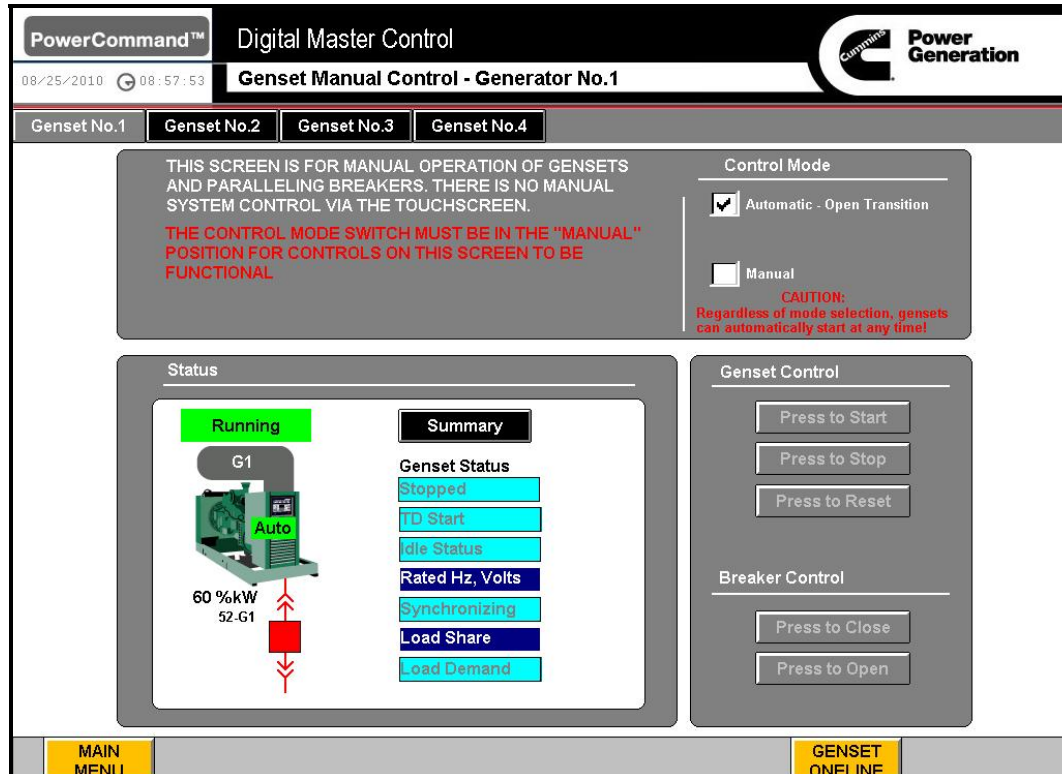 PowerCommand™
Digital Master Control
Cummins
Power
Generation
08/25/2010 08:57:53
Genset Manual Control - Generator No.1
Genset No.1
Genset No.2
Genset No.3
Genset No.4
THIS SCREEN IS FOR MANUAL OPERATION OF GENSETS
AND PARALLELING BREAKERS. THERE IS NO MANUAL
SYSTEM CONTROL VIA THE TOUCHSCREEN.
THE CONTROL MODE SWITCH MUST BE IN THE "MANUAL"
POSITION FOR CONTROLS ON THIS SCREEN TO BE
FUNCTIONAL
Control Mode
Automatic - Open Transition
Manual
CAUTION:
Regardless of mode selection, gensets
can automatically start at any time!
Status
Running
G1
Auto
60 %kW
52-G1
Summary
Genset Status
Stopped
TD Start
Idle Status
Rated Hz, Volts
Synchronizing
Load Share
Load Demand
Genset Control
Press to Start
Press to Stop
Press to Reset
Breaker Control
Press to Close
Press to Open
MAIN
MENU
GENSET
ONELINE